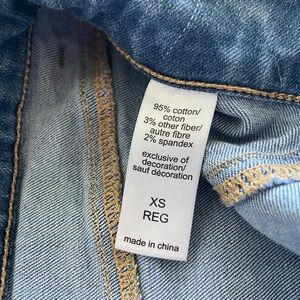 95% cotton/
coton
3% other fiber/
autre fibre
2% spandex
exclusive of
decoration/
sauf décoration
XS
REG
made in china